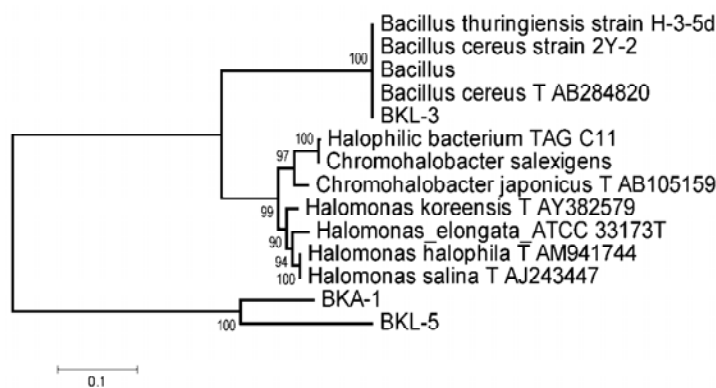 Bacillus thuringiensis strain H-3-5d
Bacillus cereus strain 2Y-2
100
Bacillus
Bacillus cereus T AB284820
BKL-3
100
Halophilic bacterium TAG C11
97
Chromohalobacter salexigens
Chromohalobacter japonicus T AB105159
99
Halomonas koreensis T AY382579
Halomonas_elongata_ATCC 33173T
90
Halomonas halophila T AM941744
94
100
Halomonas salina T AJ243447
BKA-1
100
BKL-5
0.1